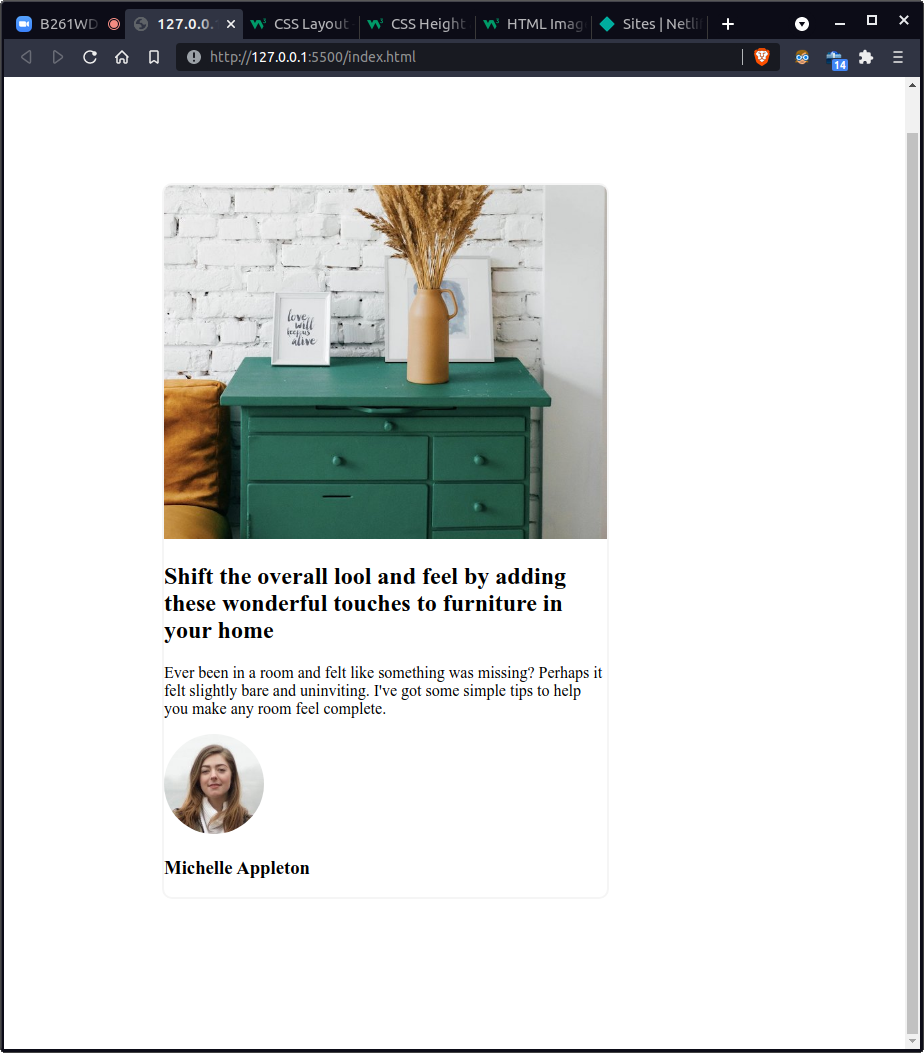 B261WD
127.0.0.
CSS Layout
CSS Height
HTML Imag
Sites | Netlif
http://127.0.0.1:5500/index.html
14
love
will
keep us
alive
Shift the overall lool and feel by adding
these wonderful touches to furniture in
your home
Ever been in a room and felt like something was missing? Perhaps it
felt slightly bare and uninviting. I've got some simple tips to help
you make any room feel complete.
Michelle Appleton